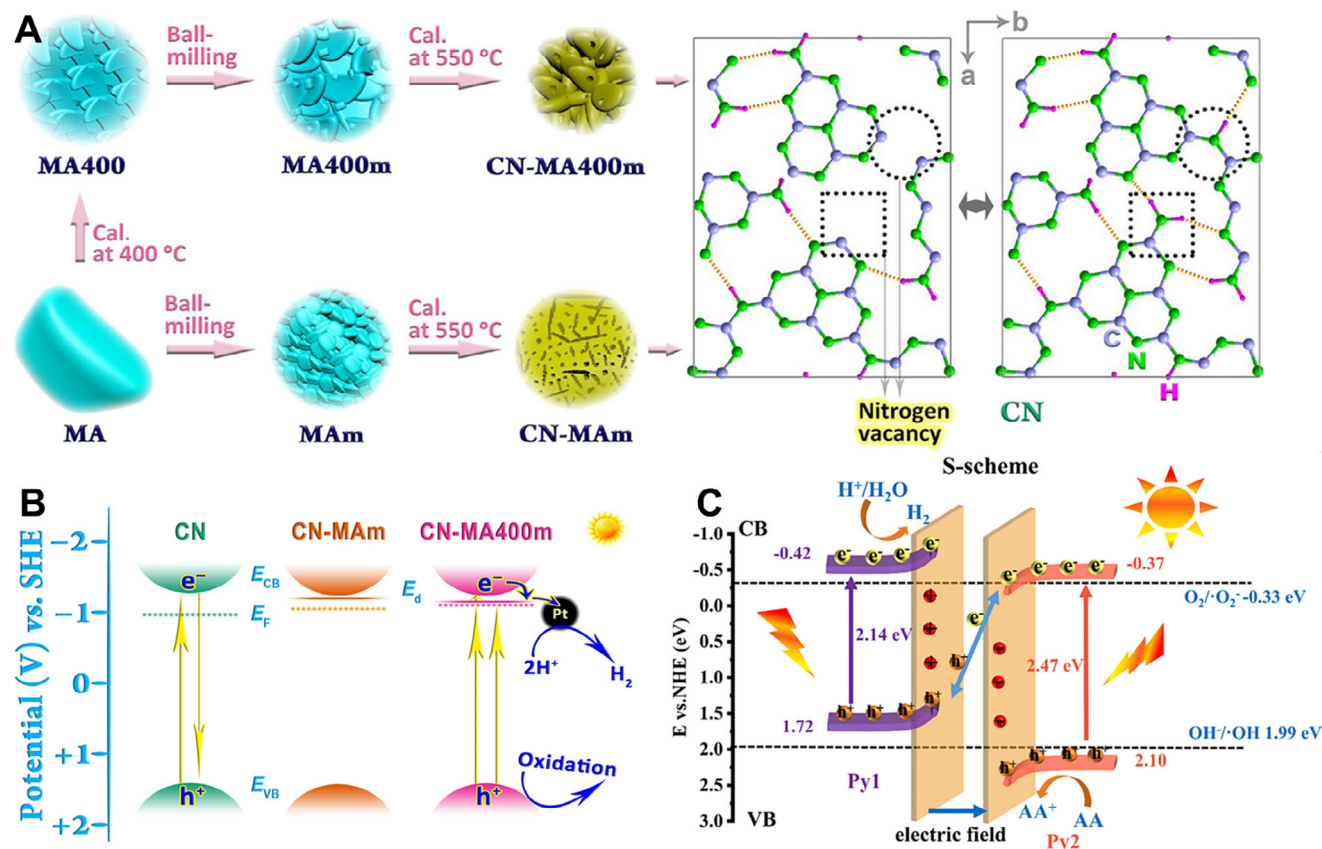 A
Ball-
milling
Cal.
at 550 °C
MA400
MA400m
CN-MA400m
Cal.
at 400 °C
Ball-
milling
Cal.
at 550 °C
MA
MAm
CN-MAm
b
a
C
N
H
Nitrogen
vacancy
CN
B
Potential (V) vs. SHE
−2
−1
0
+1
+2
CN
CN-MAm
CN-MA400m
e−
ECB
EF
Ed
e−
Pt
2H+
H2
h+
EVB
h+
Oxidation
C
S-scheme
H+/H2O
H2
CB
E vs.NHE (eV)
-1.0
-0.5
0.0
0.5
1.0
1.5
2.0
2.5
3.0
VB
-0.42
e- e- e- e-
2.14 eV
+
+
+
h+ h+ h+ h+
1.72
Py1
e-
h+
e- e- e- e-
-0.37
O2/·O2- -0.33 eV
2.47 eV
-
-
-
OH-/·OH 1.99 eV
h+ h+ h+ h+
2.10
AA+
AA
electric field
Py2